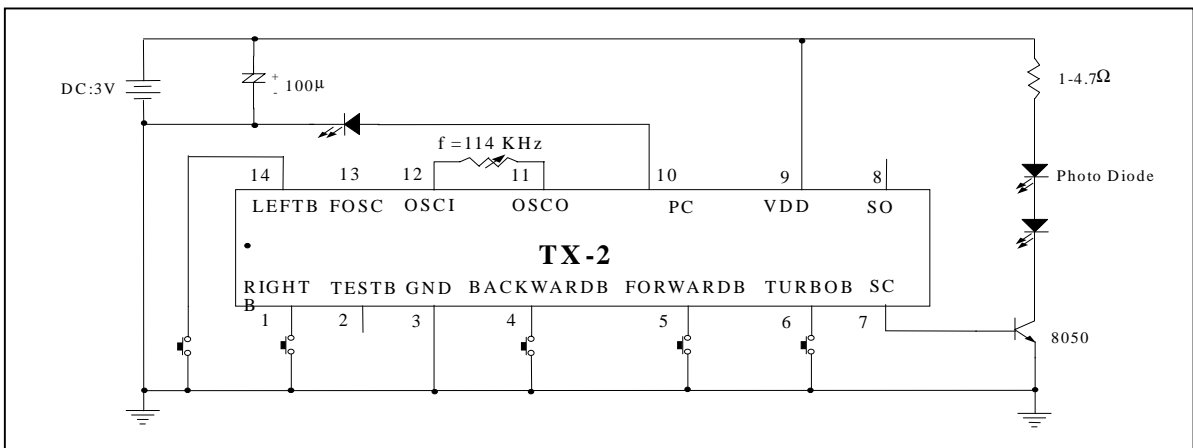 DC:3V
+
-
100µ
1-4.7Ω
f =114 KHz
14 13 12 11 10 9 8
Photo Diode
LEFTB FOSC OSCI OSCO PC VDD SO
TX-2
RIGHT
B
TESTB GND BACKWARDB FORWARDB TURBOB SC
1 2 3 4 5 6 7
8050